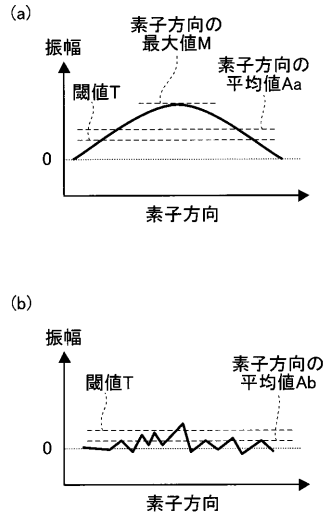 (a)
素子方向の
最大値M
振幅
素子方向の
平均値Aa
閾値T
0
素子方向
(b)
振幅
素子方向の
平均値Ab
閾値T
0
素子方向